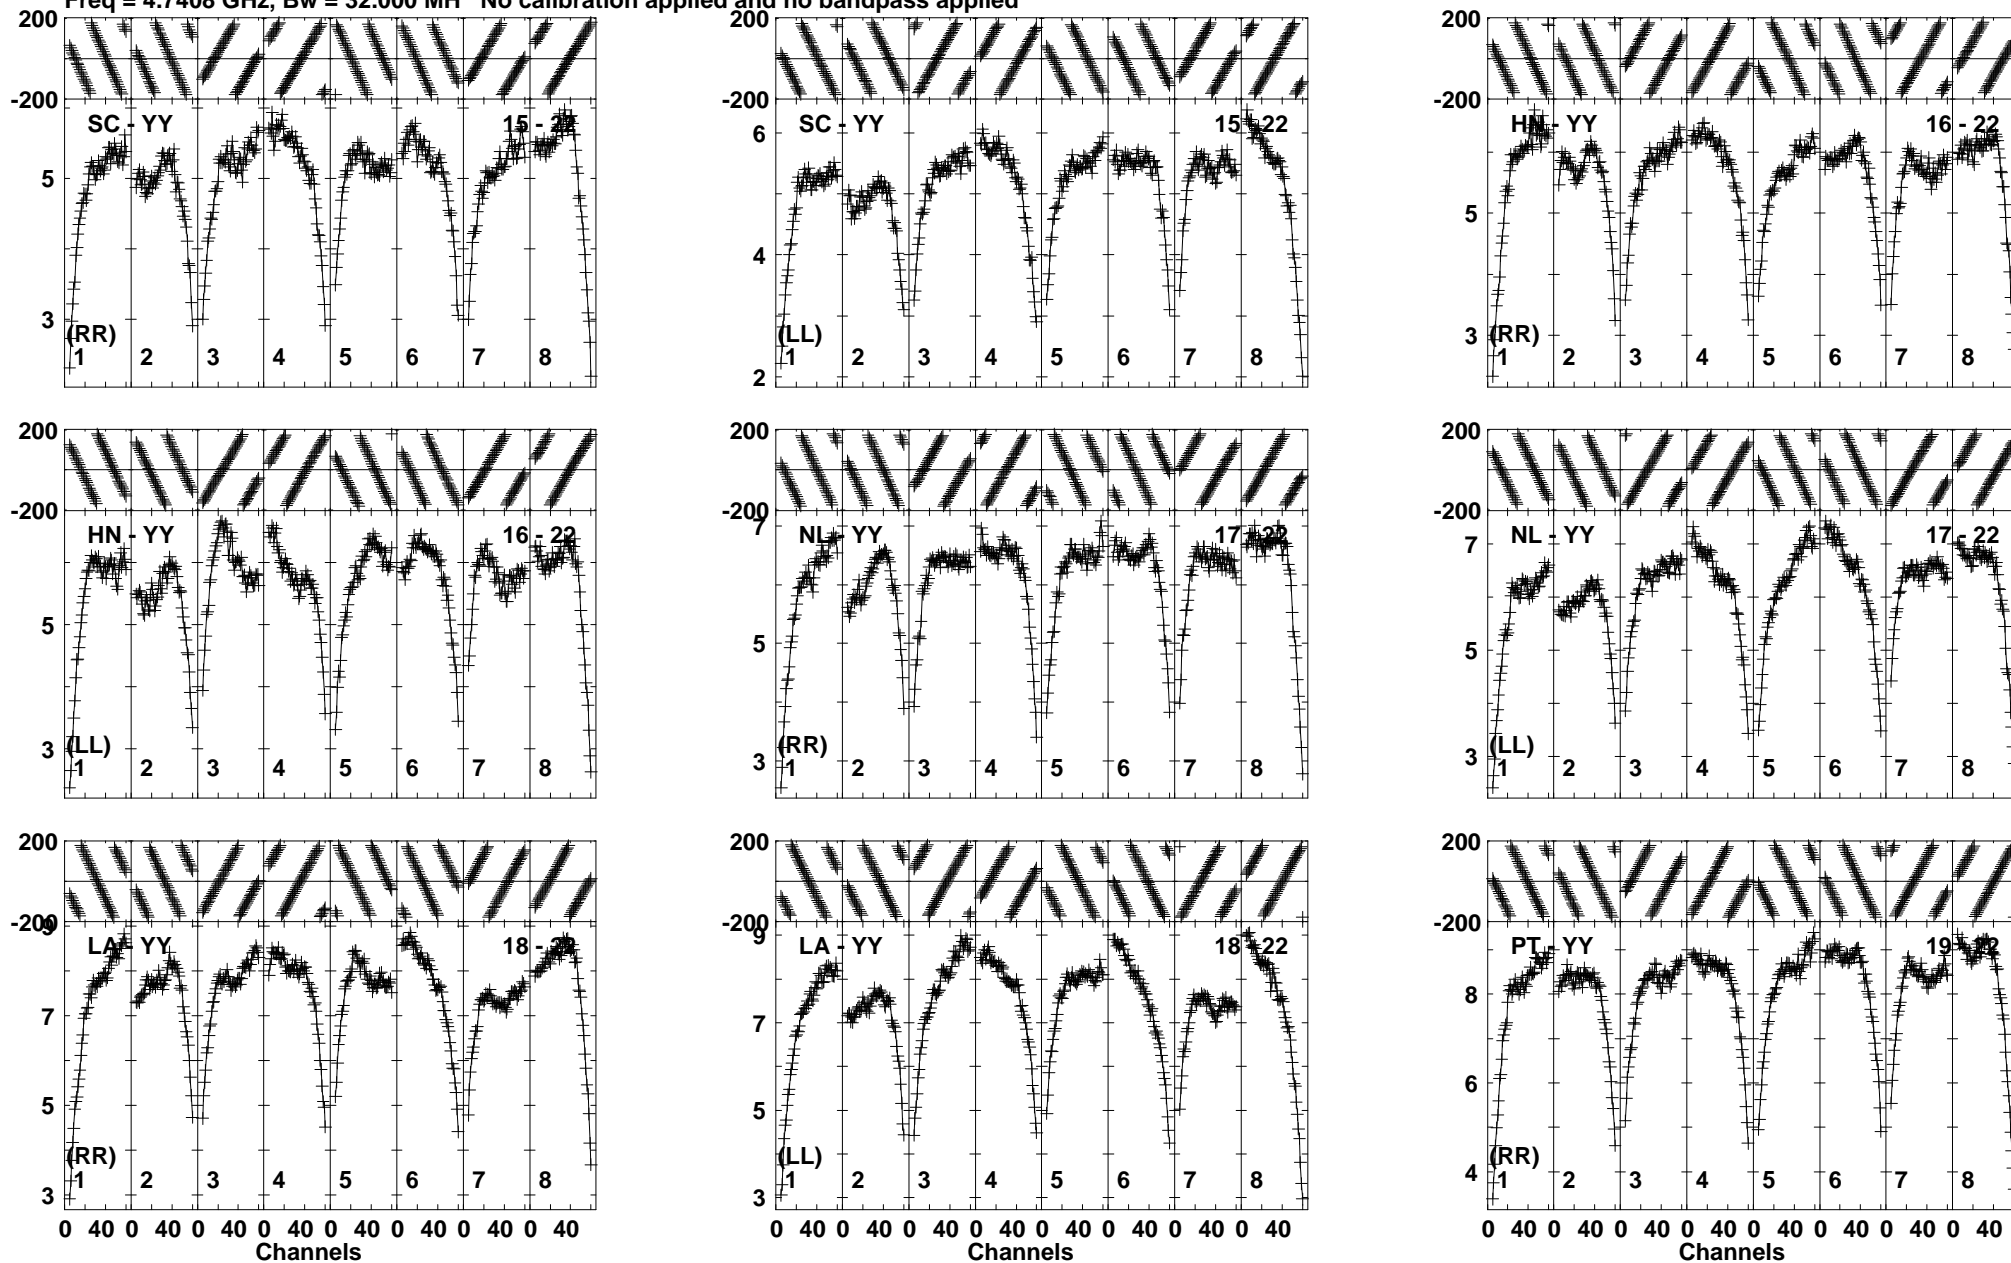 Freq = 4.7408 GHz, Bw = 32.000 MH No calibration applied and no bandpass applied
200 200 200
-200 -200 -200
SC - YY 15 - 22 SC - YY 15 - 22 HN - YY 16 - 22
5 3 6 4 2 5 3
(RR) (LL) (RR)
1 2 3 4 5 6 7 8 1 2 3 4 5 6 7 8 1 2 3 4 5 6 7 8
200 200 200
-200 -200 -200
HN - YY 16 - 22 NL - YY 17 - 22 NL - YY 17 - 22
5 3 7 5 3 7 5 3
(LL) (RR) (LL)
1 2 3 4 5 6 7 8 1 2 3 4 5 6 7 8 1 2 3 4 5 6 7 8
200 200 200
-200 -200 -200
LA - YY 18 - 22 LA - YY 18 - 22 PT - YY 19 - 22
9 7 5 3 9 7 5 3 8 6 4
(RR) (LL) (RR)
1 2 3 4 5 6 7 8 1 2 3 4 5 6 7 8 1 2 3 4 5 6 7 8
0 40 0 40 0 40 0 40 0 40 0 40 0 40 0 40 0 40 0 40 0 40 0 40 0 40 0 40 0 40 0 40 0 40 0 40 0 40 0 40 0 40 0 40 0 40 0 40
Channels Channels Channels